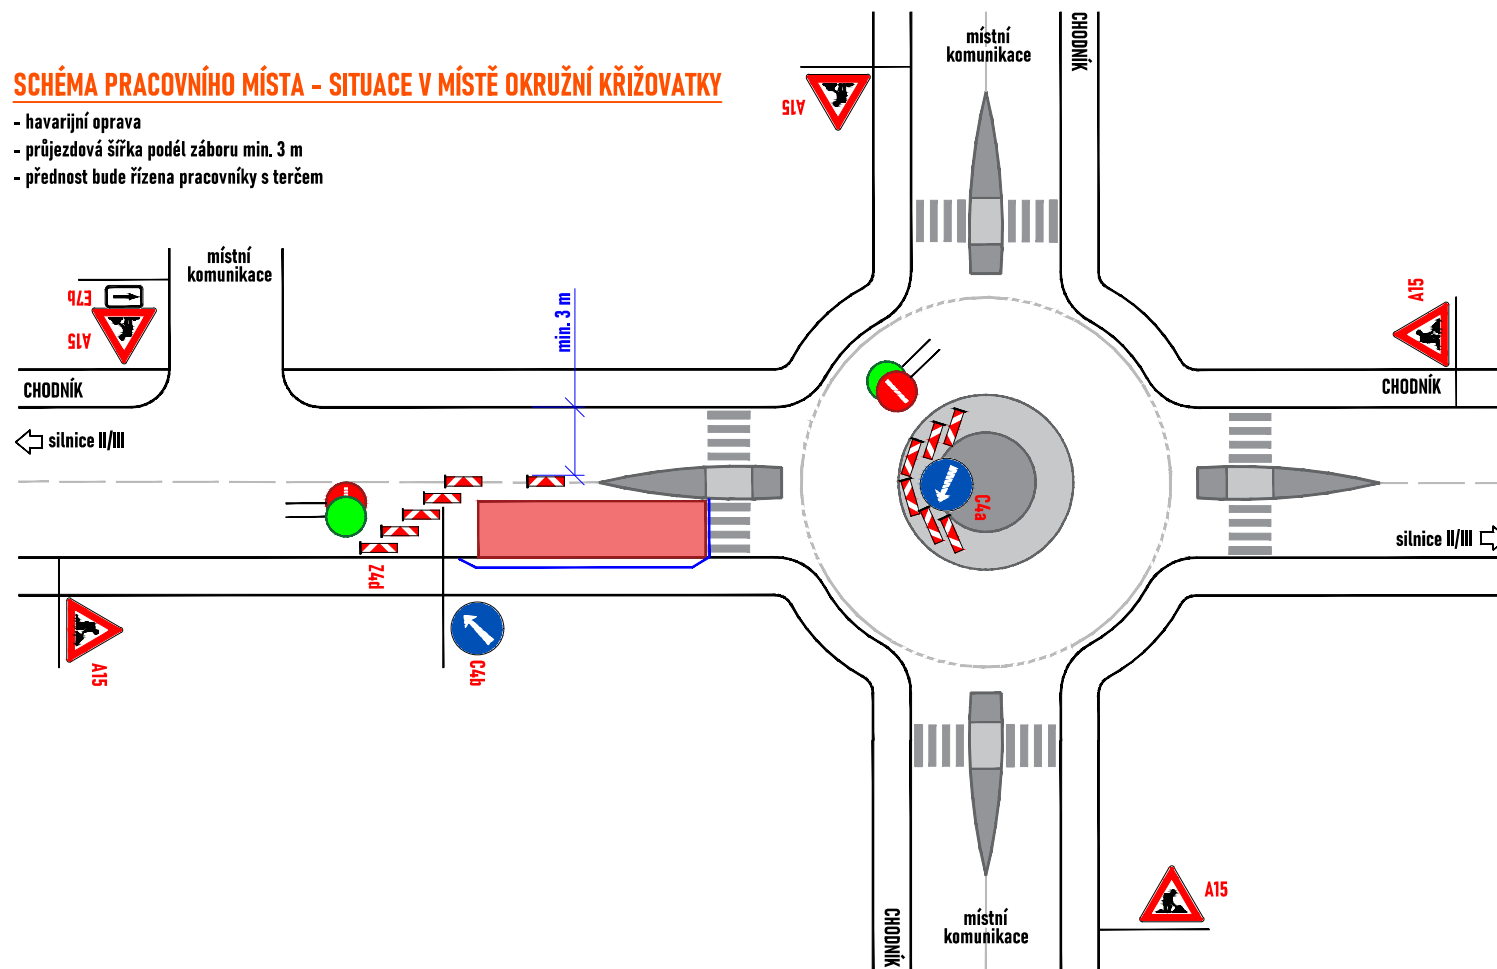 SCHÉMA PRACOVNÍHO MÍSTA - SITUACE V MÍSTĚ OKRUŽNÍ KŘIŽOVATKY
- havarijní oprava
- průjezdová šířka podél záboru min. 3 m
- přednost bude řízena pracovníky s terčem
místní
komunikace
CHODNÍK
A15
místní
komunikace
E7b
A15
min. 3 m
A15
CHODNÍK
CHODNÍK
silnice II/III
C4a
silnice II/III
Z4d
A15
C4b
A15
CHODNÍK
místní
komunikace